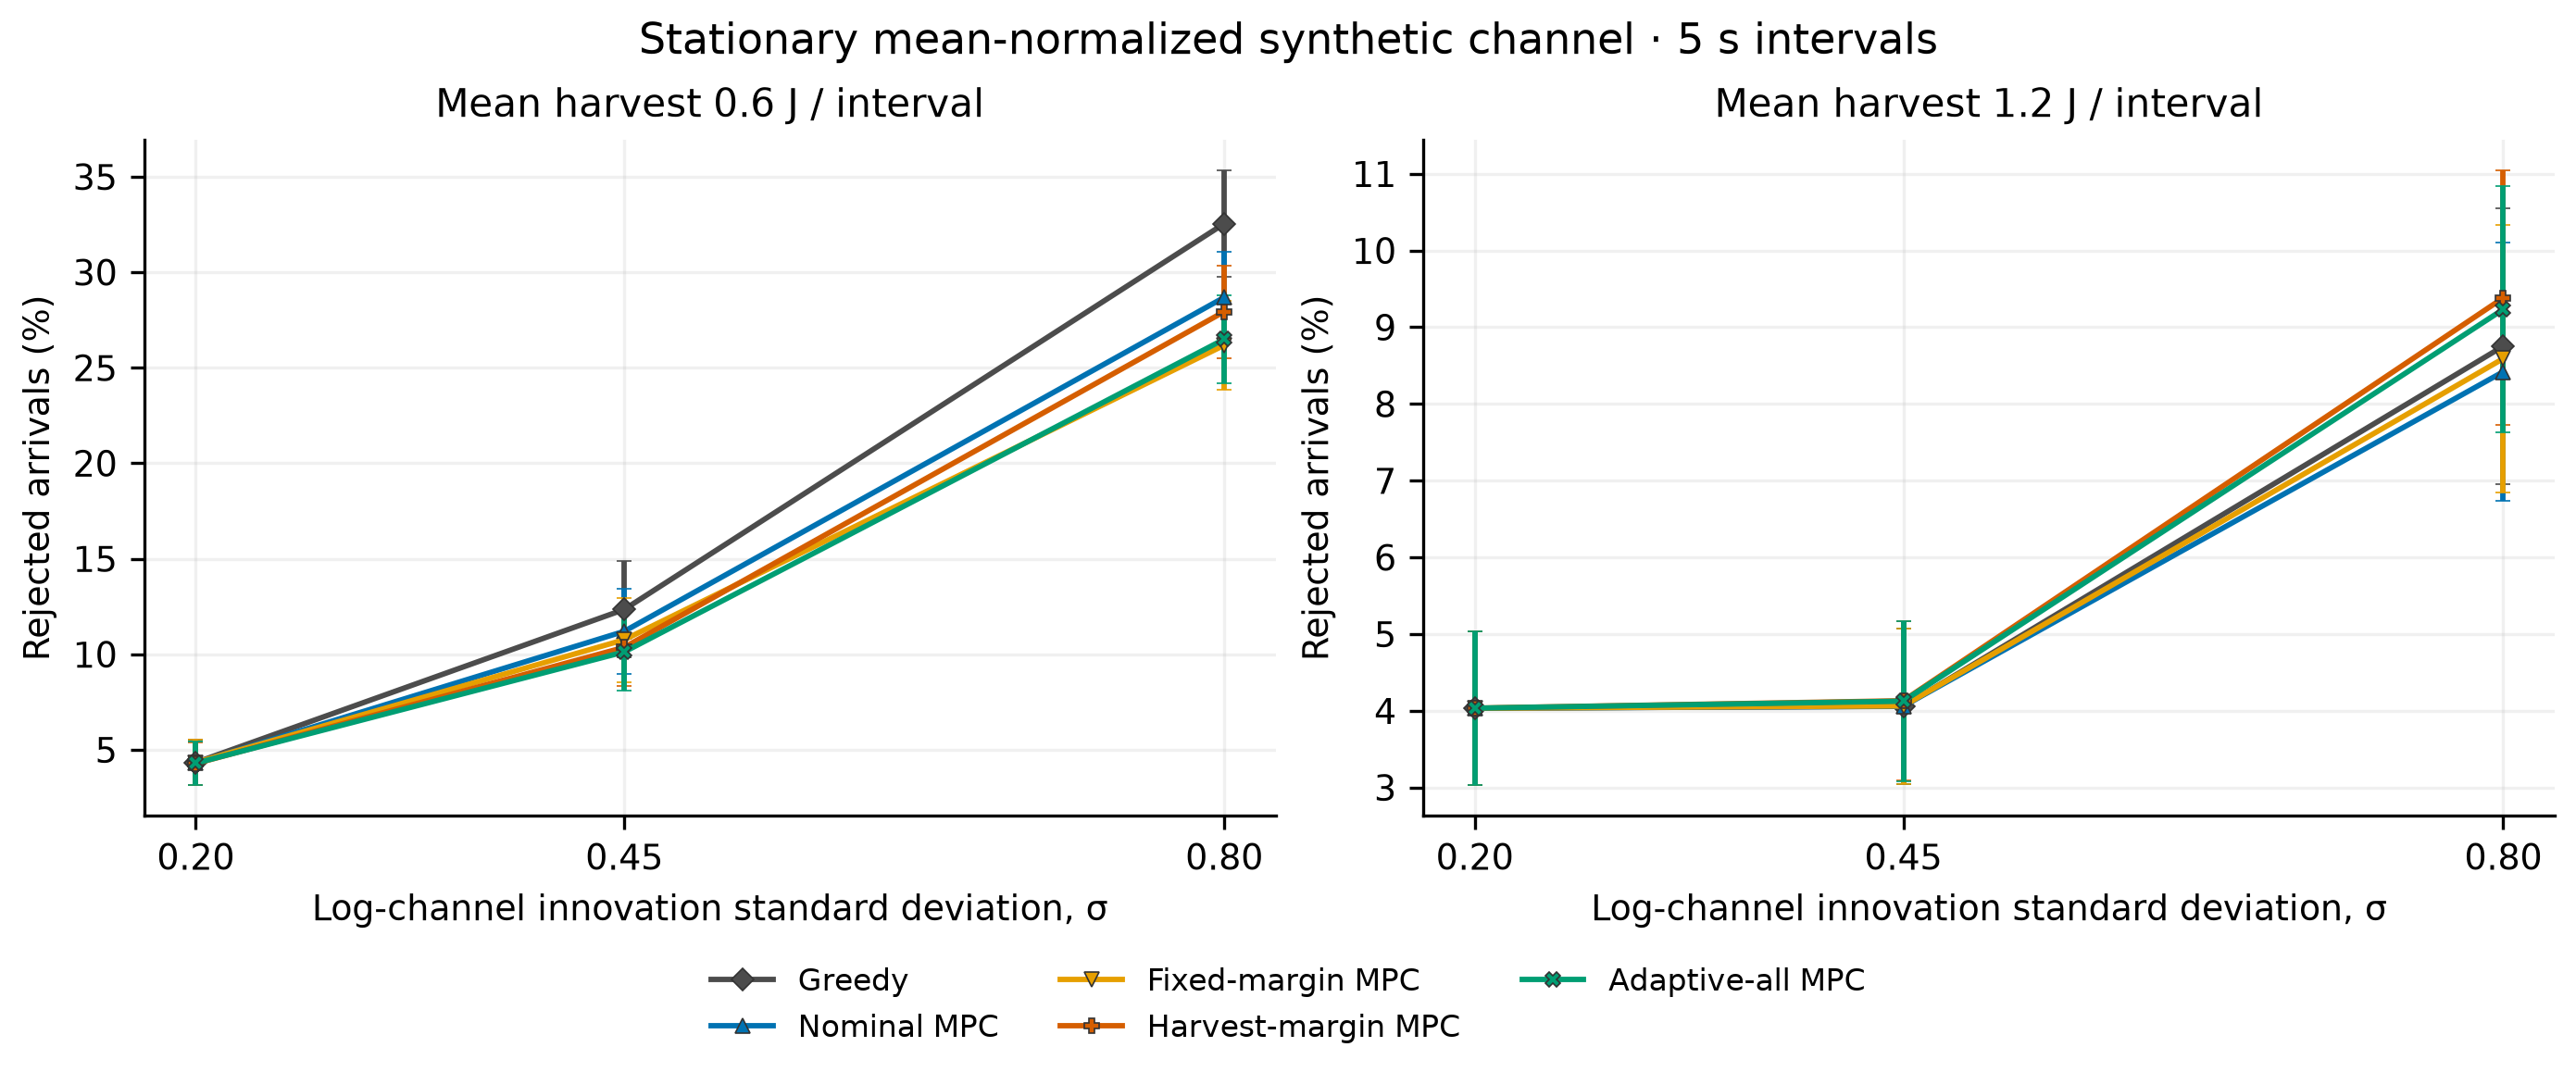 Stationary mean-normalized synthetic channel · 5 s intervals
Mean harvest 0.6 J / interval
Rejected arrivals (%)
35
30
25
20
15
10
5
0.20 0.45 0.80
Log-channel innovation standard deviation, σ
Mean harvest 1.2 J / interval
Rejected arrivals (%)
11
10
9
8
7
6
5
4
3
0.20 0.45 0.80
Log-channel innovation standard deviation, σ
Greedy
Nominal MPC
Fixed-margin MPC
Harvest-margin MPC
Adaptive-all MPC